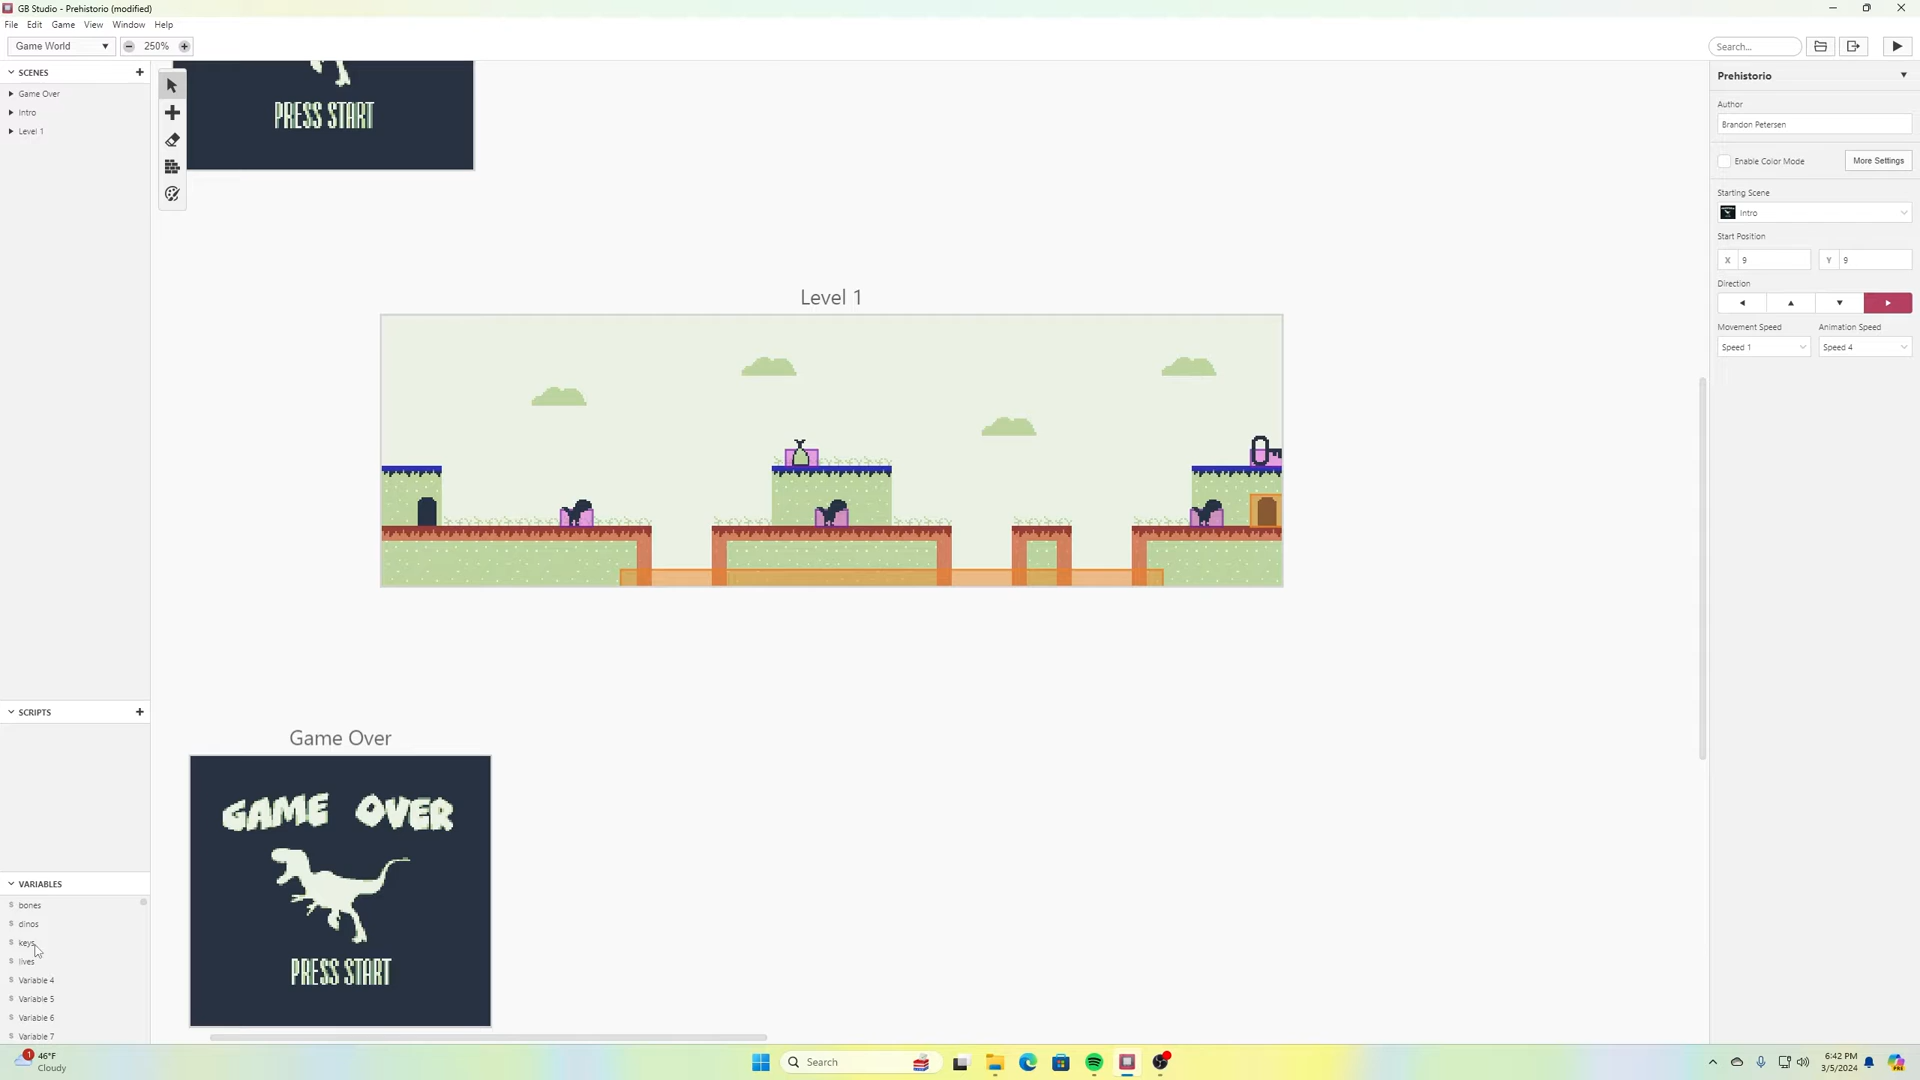 GB Studio - Prehistorio (modified)
File Edit Game View Window Help
Game World 250% Search...
SCENES
Game Over
Intro
Level 1
PRESS START
Level 1
SCRIPTS
Game Over
GAME OVER
PRESS START
VARIABLES
$ bones
$ dinos
$ keys
$ lives
$ Variable 4
$ Variable 5
$ Variable 6
$ Variable 7
Prehistorio
Author
Brandon Petersen
Enable Color Mode More Settings
Starting Scene
Intro
Start Position
X 9 Y 9
Direction
Movement Speed Animation Speed
Speed 1 Speed 4
1 46°F
Cloudy
Search
6:42 PM
3/5/2024
PRE